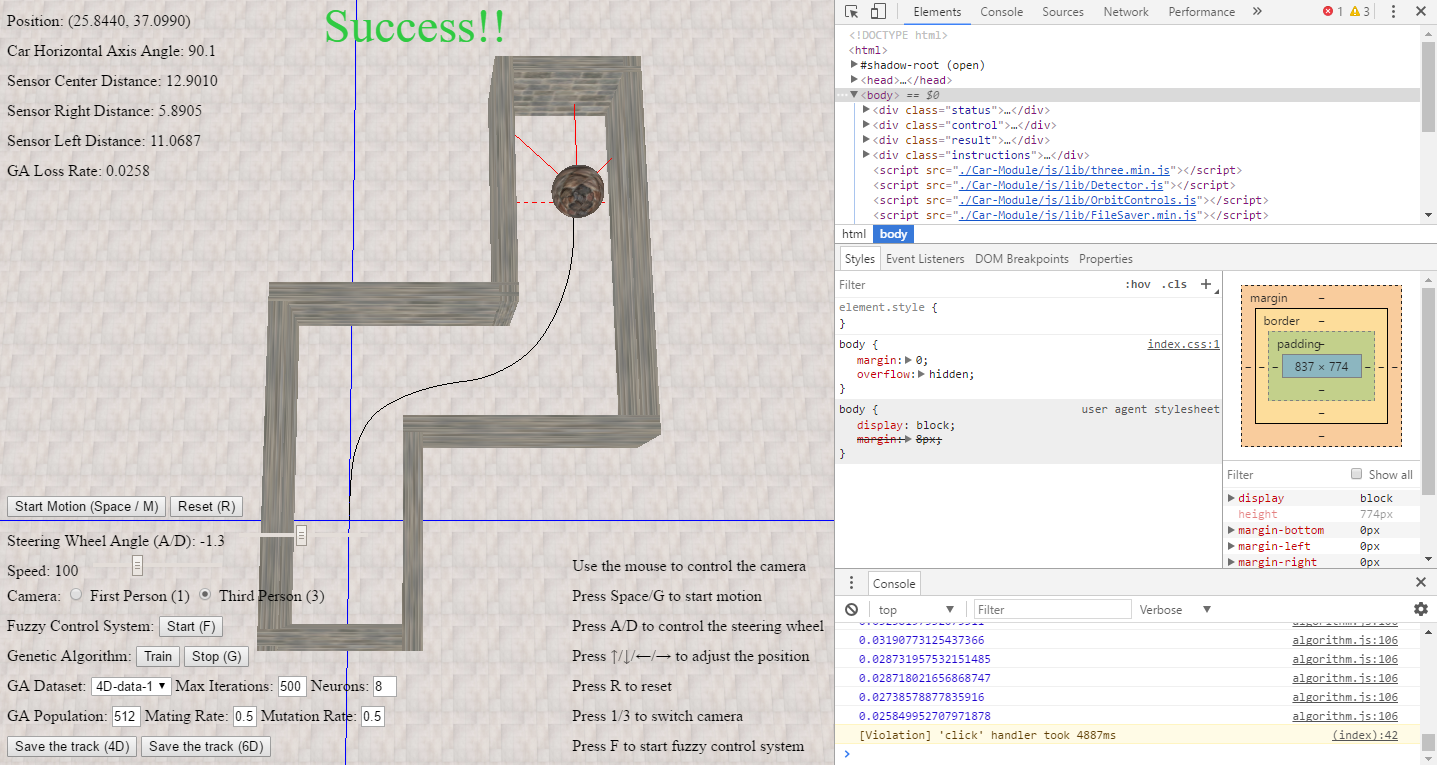 Success!!
Position: (25.8440, 37.0990)
Car Horizontal Axis Angle: 90.1
Sensor Center Distance: 12.9010
Sensor Right Distance: 5.8905
Sensor Left Distance: 11.0687
GA Loss Rate: 0.0258
Start Motion (Space / M) Reset (R)
Steering Wheel Angle (A/D): -1.3
Speed: 100
Camera: First Person (1) Third Person (3)
Fuzzy Control System: Start (F)
Genetic Algorithm: Train Stop (G)
GA Dataset: 4D-data-1 Max Iterations: 500 Neurons: 8
GA Population: 512 Mating Rate: 0.5 Mutation Rate: 0.5
Save the track (4D) Save the track (6D)
Use the mouse to control the camera
Press Space/G to start motion
Press A/D to control the steering wheel
Press ↑/↓/←/→ to adjust the position
Press R to reset
Press 1/3 to switch camera
Press F to start fuzzy control system
Elements Console Sources Network Performance » 1 3
<!DOCTYPE html>
<html>
#shadow-root (open)
<head>…</head>
<body> == $0
<div class="status">…</div>
<div class="control">…</div>
<div class="result">…</div>
<div class="instructions">…</div>
<script src="./Car-Module/js/lib/three.min.js"></script>
<script src="./Car-Module/js/lib/Detector.js"></script>
<script src="./Car-Module/js/lib/OrbitControls.js"></script>
<script src="./Car-Module/js/lib/FileSaver.min.js"></script>
html body
Styles Event Listeners DOM Breakpoints Properties
Filter :hov .cls +
element.style {
}
body { index.css:1
margin: 0;
overflow: hidden;
}
body { user agent stylesheet
display: block;
margin: 8px;
}
margin –
border –
padding –
– – – 837 × 774 – – –
–
–
–
Filter Show all
display block
height 774px
margin-bottom 0px
margin-left 0px
margin-right 0px
Console
top Filter Verbose
algorithm.js:106
0.03190773125437366 algorithm.js:106
0.028731957532151485 algorithm.js:106
0.028718021656868747 algorithm.js:106
0.02738578877835916 algorithm.js:106
0.025849952707971878 algorithm.js:106
[Violation] 'click' handler took 4887ms (index):42